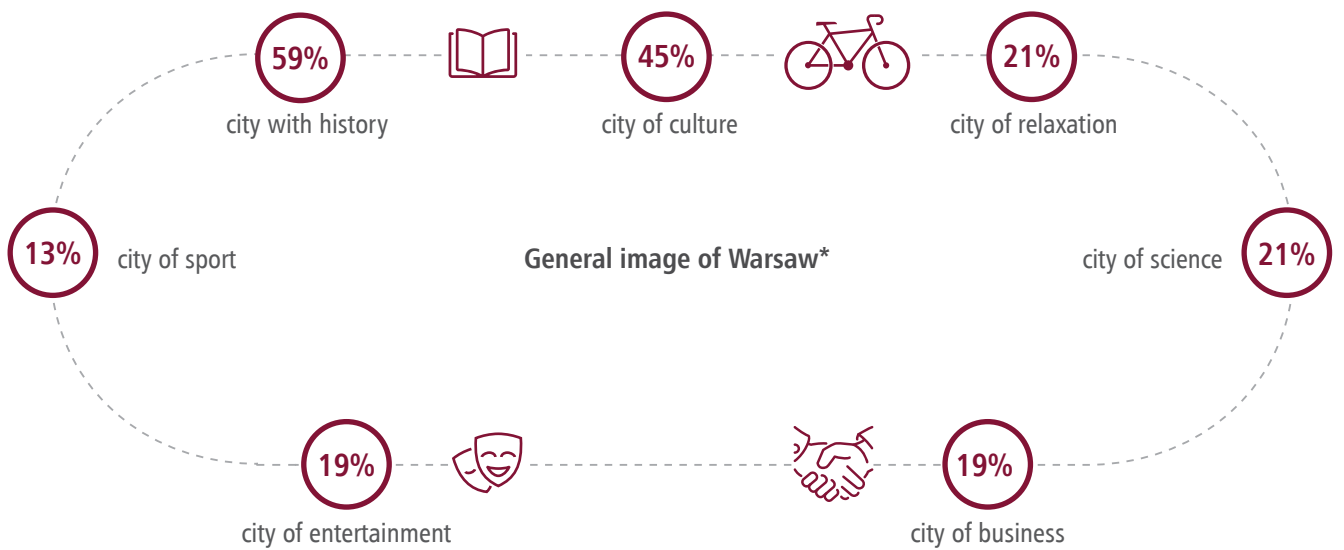 59%
city with history
45%
city of culture
21%
city of relaxation
13%
city of sport
General image of Warsaw*
city of science
21%
19%
city of entertainment
19%
city of business